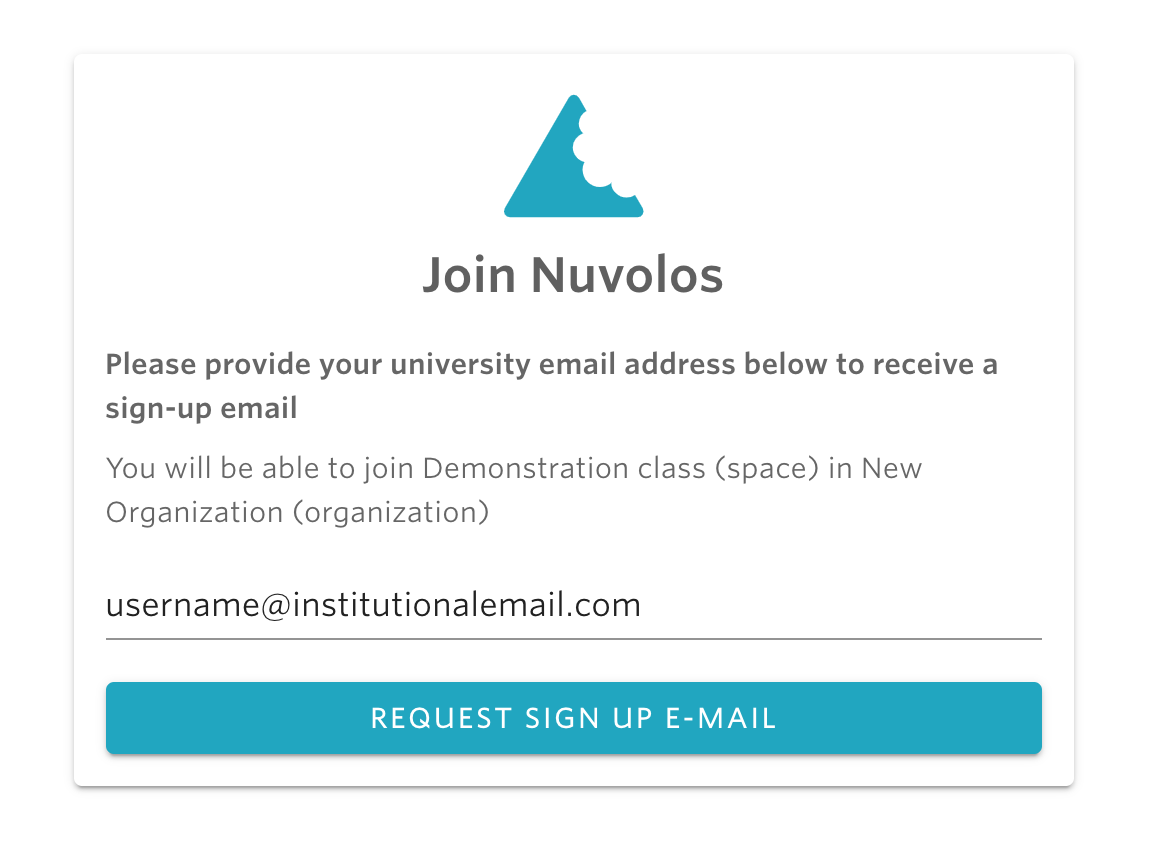 Join Nuvolos
Please provide your university email address below to receive a
sign-up email
You will be able to join Demonstration class (space) in New
Organization (organization)
username@institutionalemail.com
REQUEST SIGN UP E-MAIL